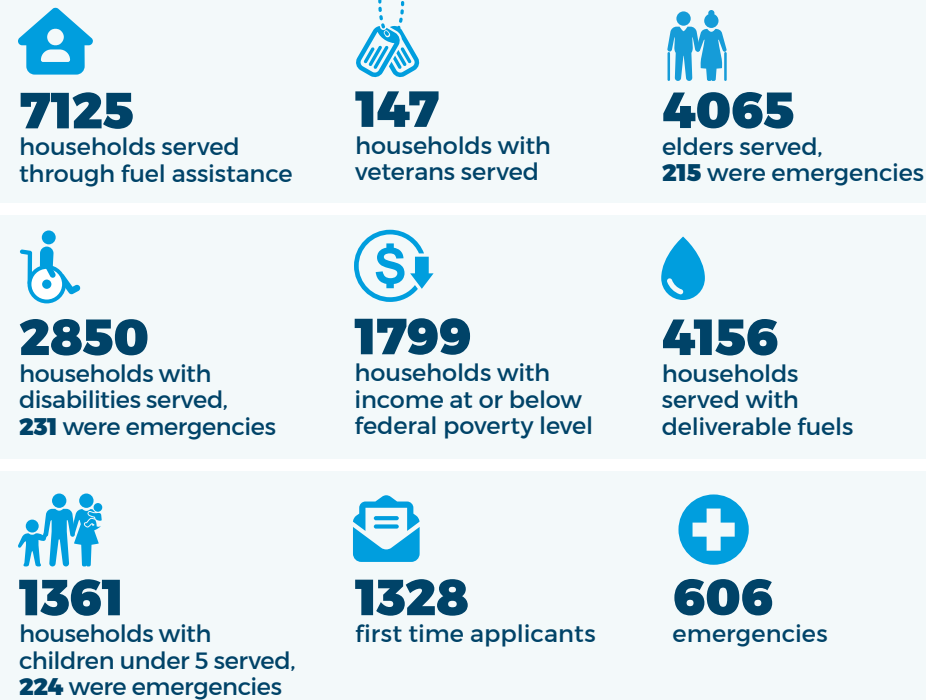 7125
households served
through fuel assistance
147
households with
veterans served
4065
elders served,
215 were emergencies
2850
households with
disabilities served,
231 were emergencies
$
1799
households with
income at or below
federal poverty level
4156
households
served with
deliverable fuels
1361
households with
children under 5 served,
224 were emergencies
1328
first time applicants
606
emergencies